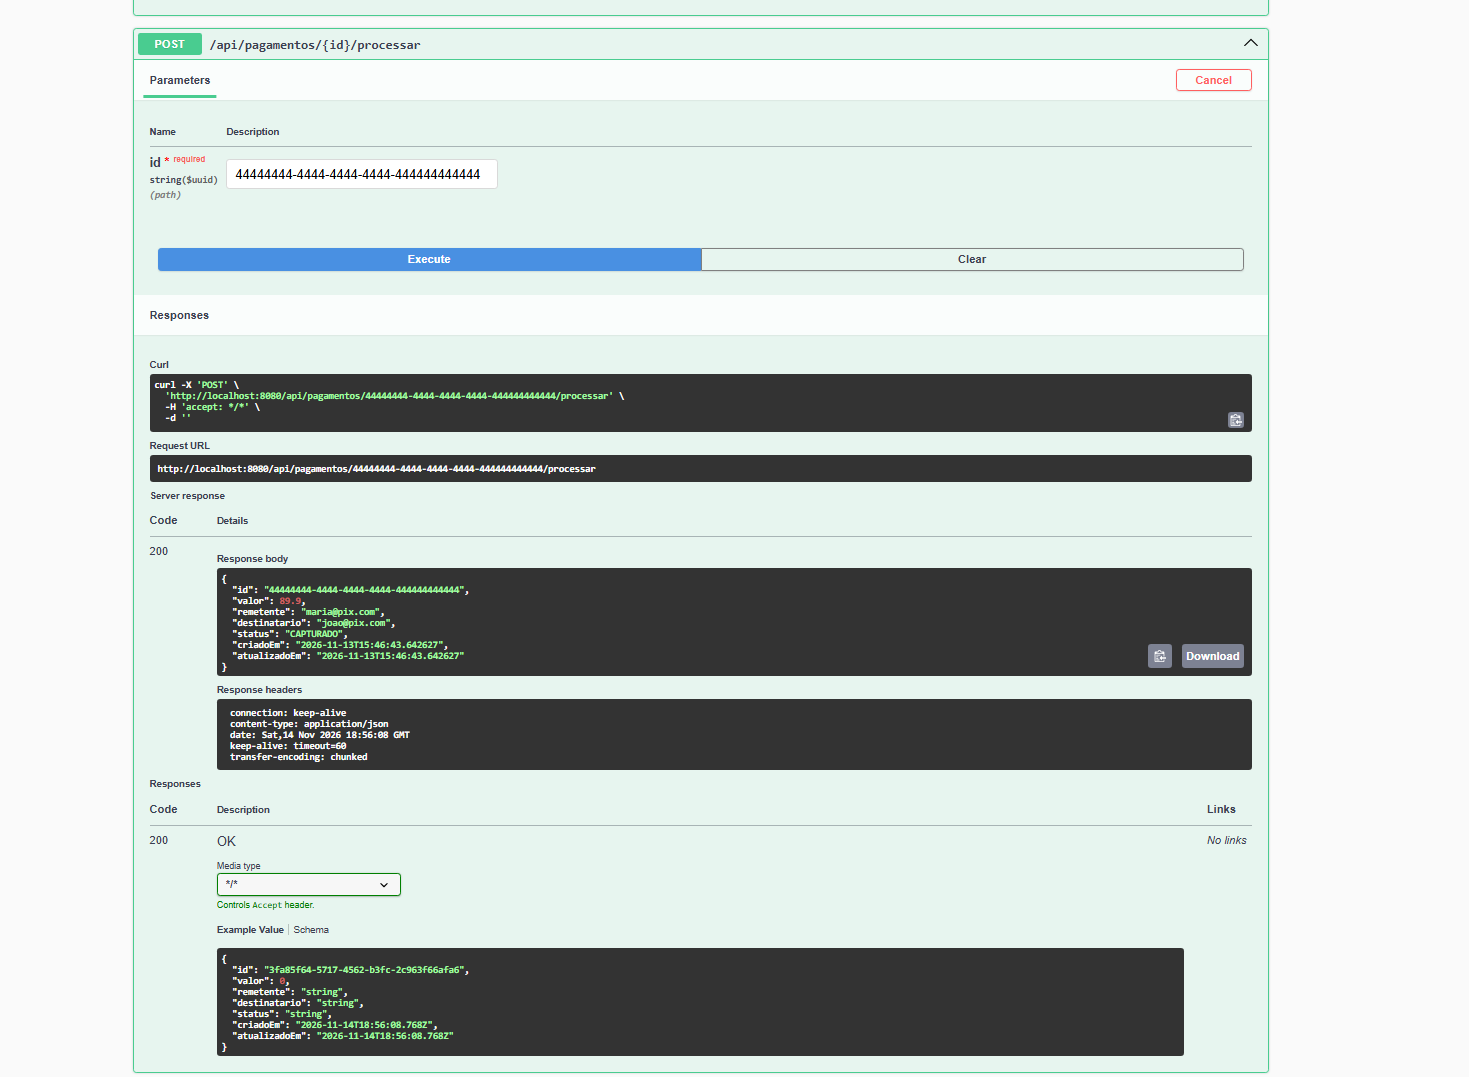 POST /api/pagamentos/{id}/processar
Parameters
Cancel
Name Description
id * required
string($uuid)
(path)
44444444-4444-4444-4444-444444444444
Execute Clear
Responses
Curl
curl -X 'POST' \
'http://localhost:8080/api/pagamentos/44444444-4444-4444-4444-444444444444/processar' \
-H 'accept: */*' \
-d ''
Request URL
http://localhost:8080/api/pagamentos/44444444-4444-4444-4444-444444444444/processar
Server response
Code Details
200
Response body
{
"id": "44444444-4444-4444-4444-444444444444",
"valor": 89.9,
"remetente": "maria@pix.com",
"destinatario": "joao@pix.com",
"status": "CAPTURADO",
"criadoEm": "2026-11-13T15:46:43.642627",
"atualizadoEm": "2026-11-13T15:46:43.642627"
}
Download
Response headers
connection: keep-alive
content-type: application/json
date: Sat,14 Nov 2026 18:56:08 GMT
keep-alive: timeout=60
transfer-encoding: chunked
Responses
Code Description Links
200 OK No links
Media type
*/*
Controls Accept header.
Example Value Schema
{
"id": "3fa85f64-5717-4562-b3fc-2c963f66afa6",
"valor": 0,
"remetente": "string",
"destinatario": "string",
"status": "string",
"criadoEm": "2026-11-14T18:56:08.768Z",
"atualizadoEm": "2026-11-14T18:56:08.768Z"
}